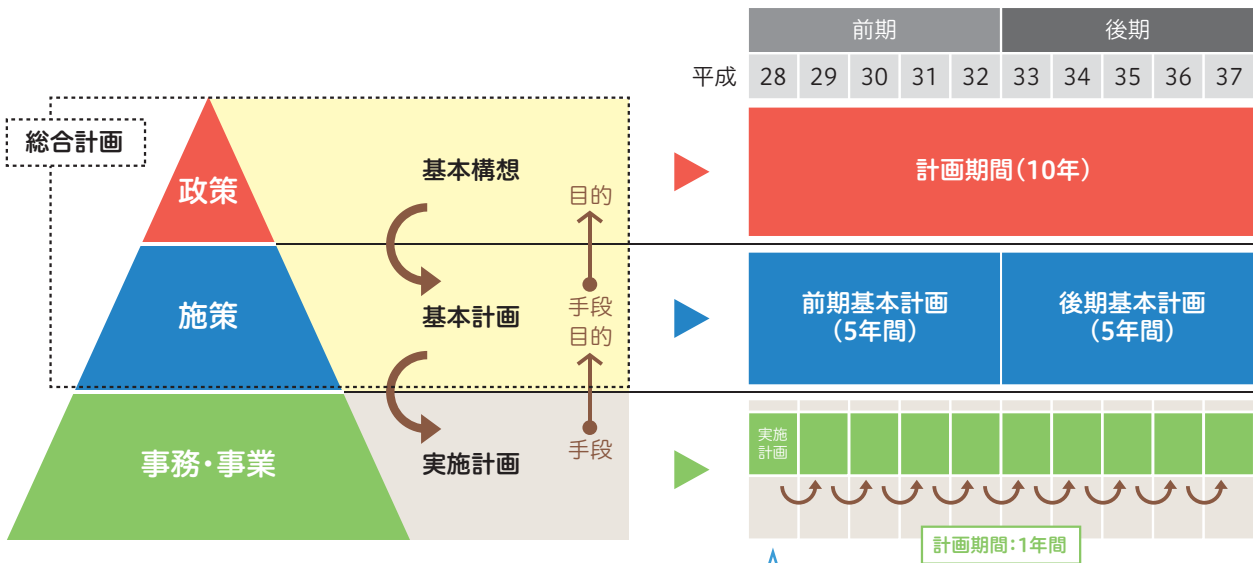 総合計画
政策
施策
事務・事業
基本構想
基本計画
実施計画
目的
手段
目的
手段
前期
後期
平成
28 29 30 31 32 33 34 35 36 37
計画期間(10年)
前期基本計画
(5年間)
後期基本計画
(5年間)
実施
計画
計画期間:1年間